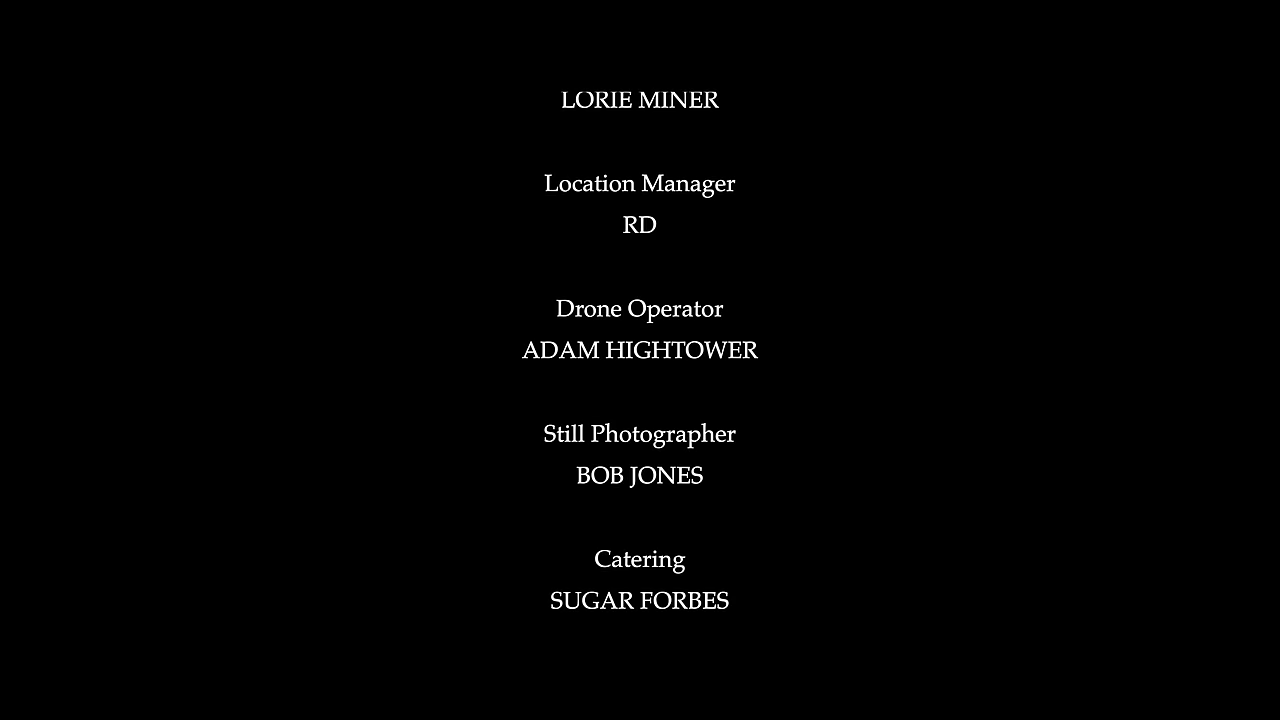 LORIE MINER
Location Manager
RD
Drone Operator
ADAM HIGHTOWER
Still Photographer
BOB JONES
Catering
SUGAR FORBES